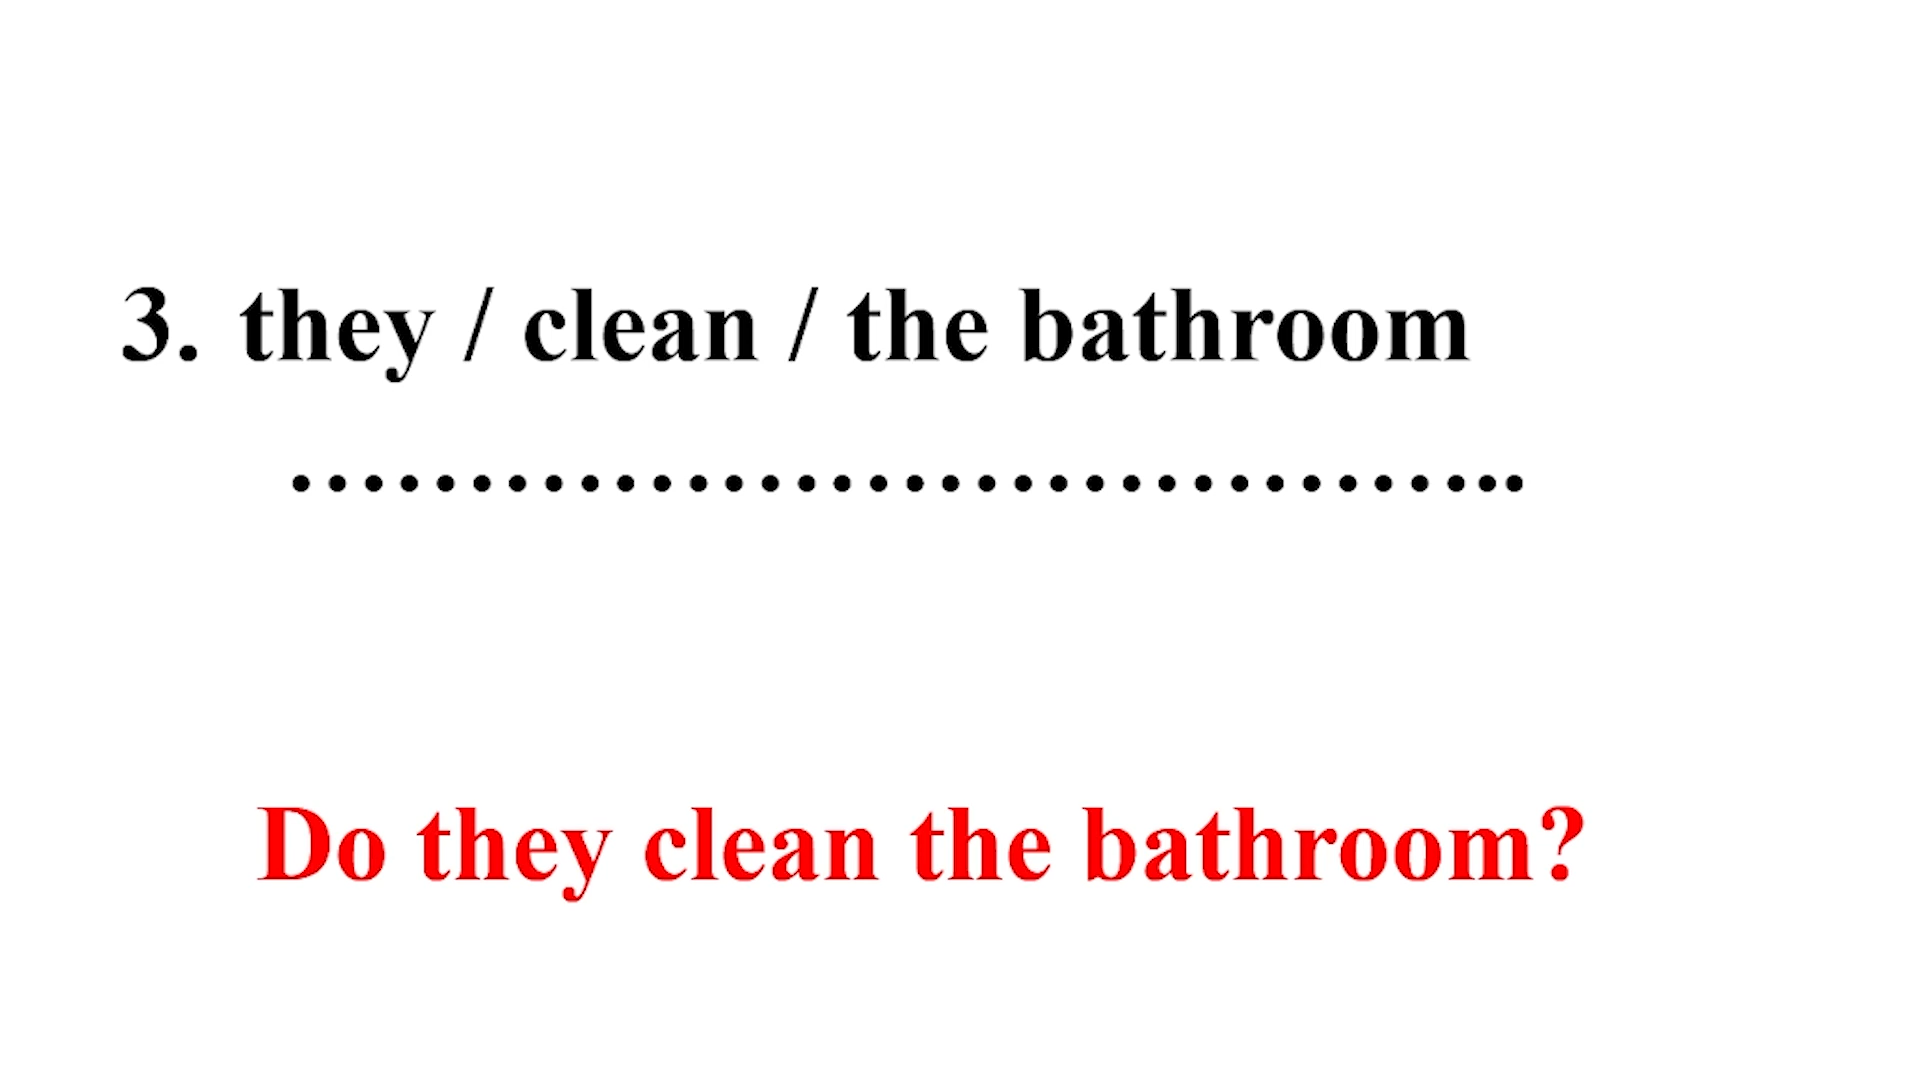 3. they / clean / the bathroom
…………………………………..
Do they clean the bathroom?